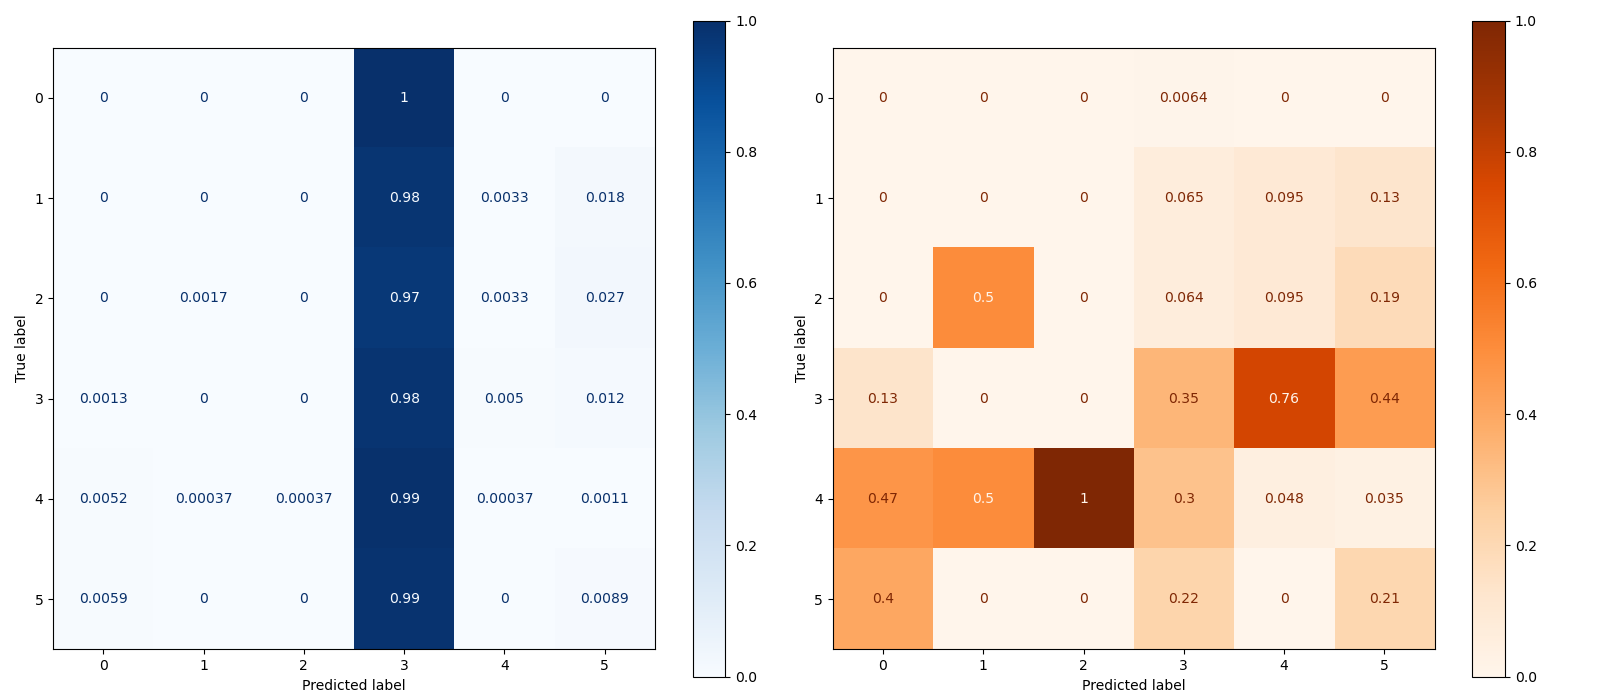 1.0
0 0 0 0 1 0 0
0.8
1 0 0 0 0.98 0.0033 0.018
0.6
2 0 0.0017 0 0.97 0.0033 0.027
True label
3 0.0013 0 0 0.98 0.005 0.012
0.4
4 0.0052 0.00037 0.00037 0.99 0.00037 0.0011
0.2
5 0.0059 0 0 0.99 0 0.0089
0.0
0 1 2 3 4 5
Predicted label
1.0
0 0 0 0 0.0064 0 0
0.8
1 0 0 0 0.065 0.095 0.13
0.6
2 0 0.5 0 0.064 0.095 0.19
True label
3 0.13 0 0 0.35 0.76 0.44
0.4
4 0.47 0.5 1 0.3 0.048 0.035
0.2
5 0.4 0 0 0.22 0 0.21
0.0
0 1 2 3 4 5
Predicted label